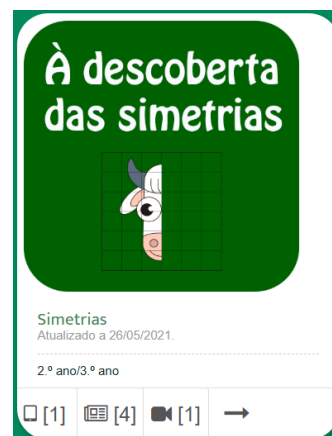 À descoberta
das simetrias
Simetrias
Atualizado a 26/05/2021.
2.º ano/3.º ano
[1] [4] [1]